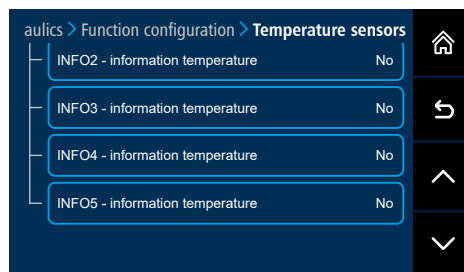 aulics > Function configuration > Temperature sensors
INFO2 - information temperature No
INFO3 - information temperature No
INFO4 - information temperature No
INFO5 - information temperature No